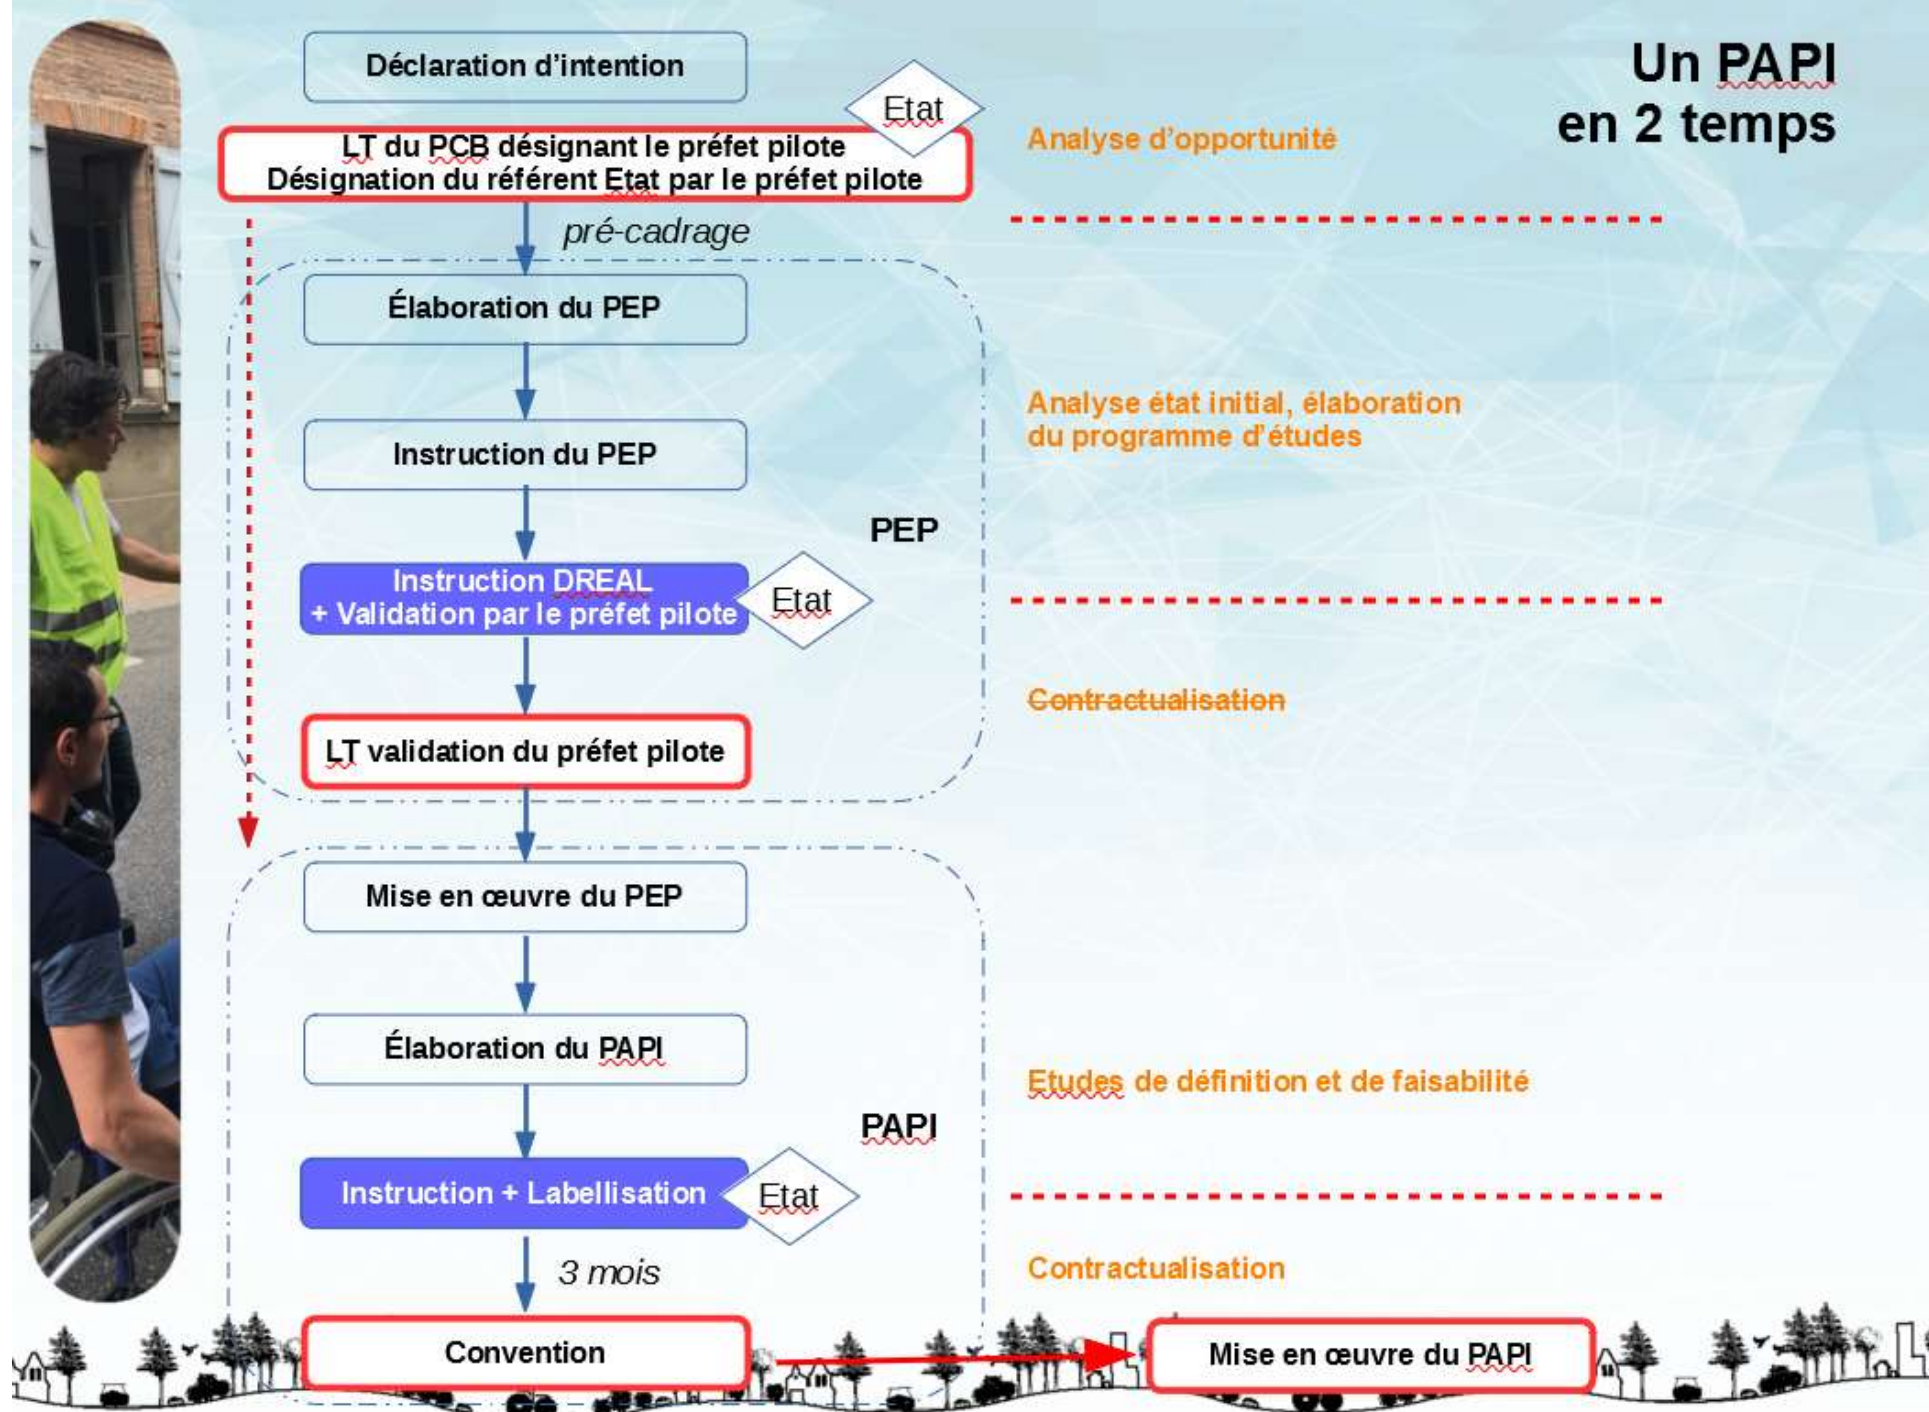 Un PAPI
en 2 temps
Déclaration d'intention
Etat
LT du PCB désignant le préfet pilote
Désignation du référent Etat par le préfet pilote
Analyse d'opportunité
pré-cadrage
Élaboration du PEP
Analyse état initial, élaboration
du programme d'études
Instruction du PEP
PEP
Instruction DREAL
+ Validation par le préfet pilote
Etat
Contractualisation
LT validation du préfet pilote
Mise en œuvre du PEP
Élaboration du PAPI
Etudes de définition et de faisabilité
PAPI
Instruction + Labellisation
Etat
3 mois
Contractualisation
Convention
Mise en œuvre du PAPI